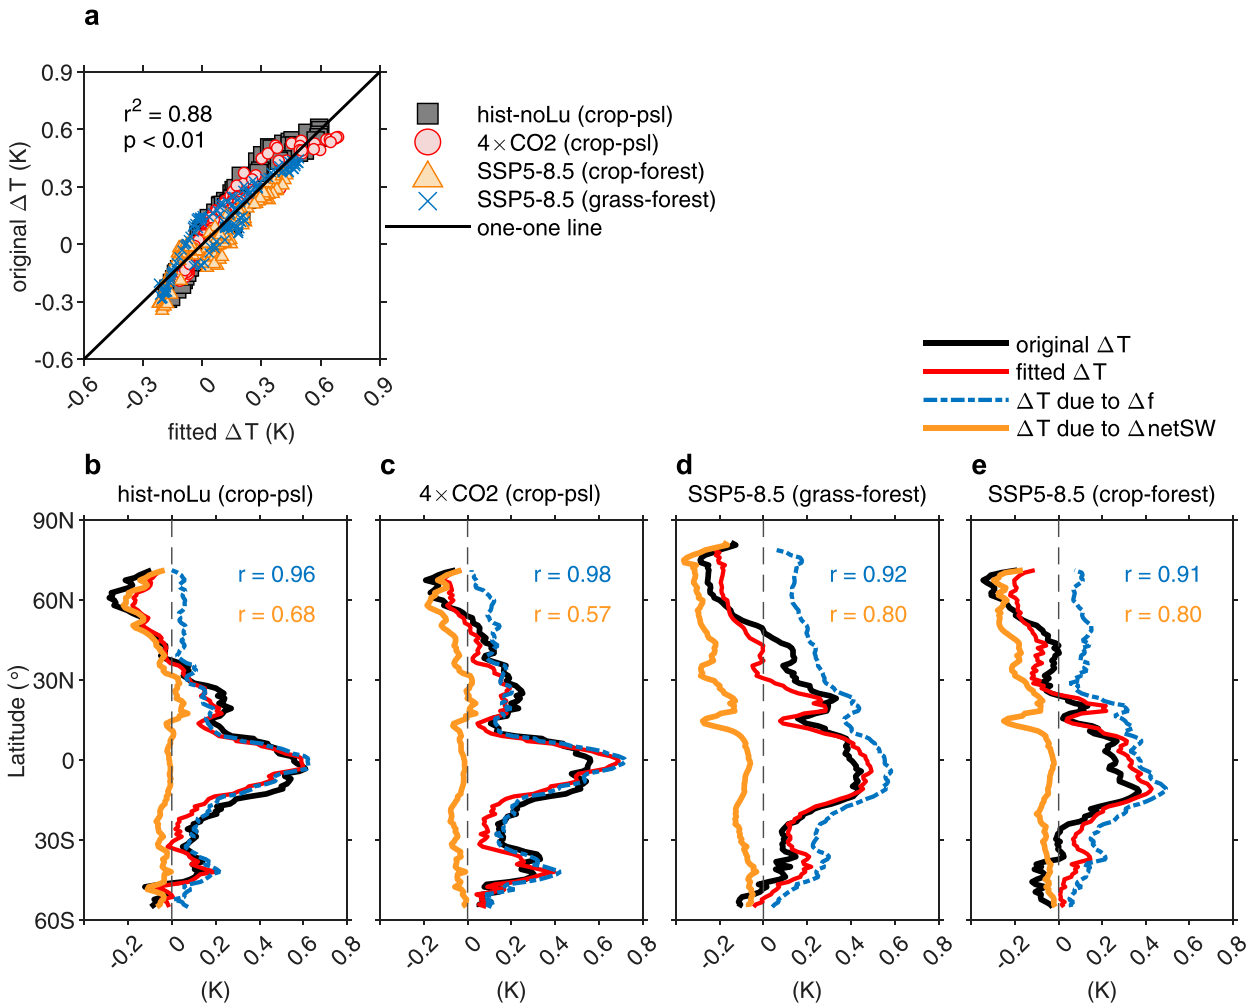 a
0.9
0.6
0.3
0
-0.3
-0.6
original ΔT (K)
r² = 0.88
p < 0.01
-0.6
-0.3
0
0.3
0.6
0.9
fitted ΔT (K)
hist-noLu (crop-psl)
4×CO2 (crop-psl)
SSP5-8.5 (crop-forest)
SSP5-8.5 (grass-forest)
one-one line
original ΔT
fitted ΔT
ΔT due to Δf
ΔT due to ΔnetSW
b
hist-noLu (crop-psl)
90N
60N
30N
0
30S
60S
Latitude (°)
r = 0.96
r = 0.68
-0.2
0
0.2
0.4
0.6
0.8
(K)
c
4×CO2 (crop-psl)
r = 0.98
r = 0.57
-0.2
0
0.2
0.4
0.6
0.8
(K)
d
SSP5-8.5 (grass-forest)
r = 0.92
r = 0.80
-0.2
0
0.2
0.4
0.6
0.8
(K)
e
SSP5-8.5 (crop-forest)
r = 0.91
r = 0.80
-0.2
0
0.2
0.4
0.6
0.8
(K)